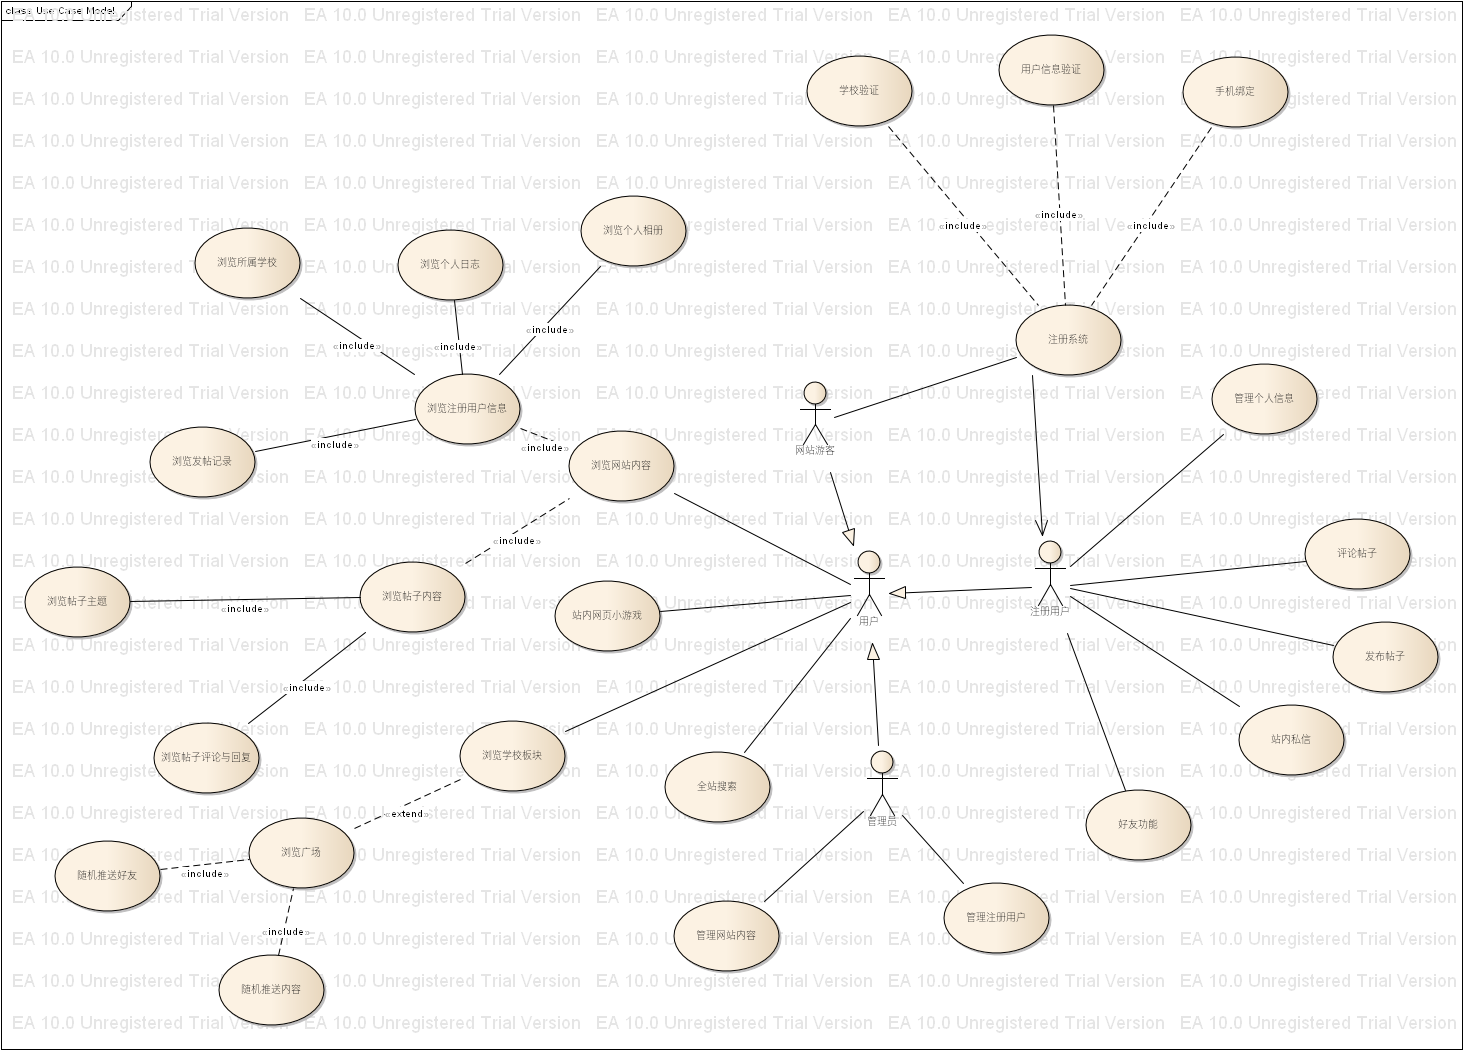 class Use Case Model
EA 10.0 Unregistered Trial Version
学校验证
用户信息验证
手机绑定
«include»
«include»
«include»
浏览所属学校
浏览个人日志
浏览个人相册
«include»
«include»
«include»
注册系统
网站游客
管理个人信息
浏览注册用户信息
«include»
«include»
浏览发帖记录
浏览网站内容
«include»
评论帖子
浏览帖子主题
«include»
浏览帖子内容
站内网页小游戏
用户
注册用户
发布帖子
«include»
浏览帖子评论与回复
浏览学校板块
全站搜索
站内私信
«extend»
管理员
好友功能
浏览广场
随机推送好友
«include»
«include»
管理网站内容
管理注册用户
随机推送内容